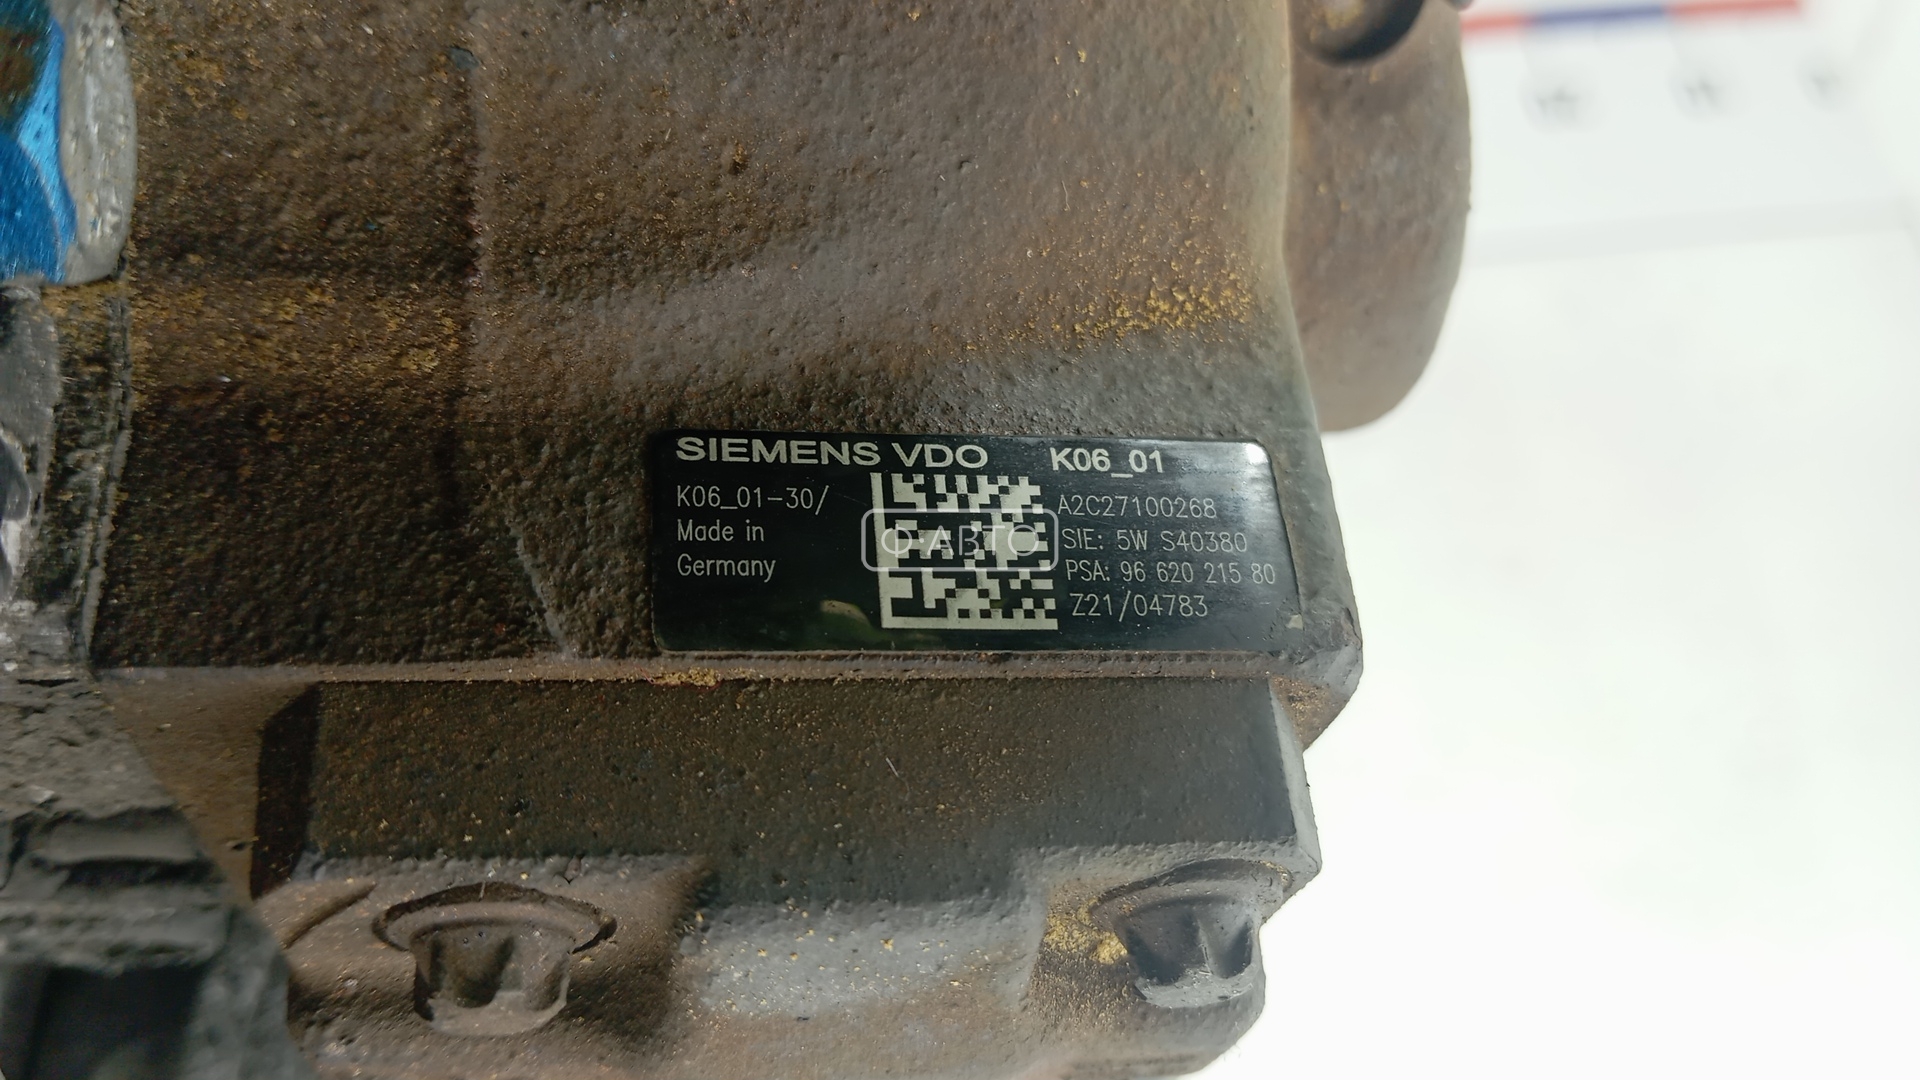 SIEMENS VDO K06_01
K06_01-30/
Made in
Germany
A2C27100268
SIE: 5W S40380
PSA: 96 620 215 80
Z21/04783
Ф-АВТО